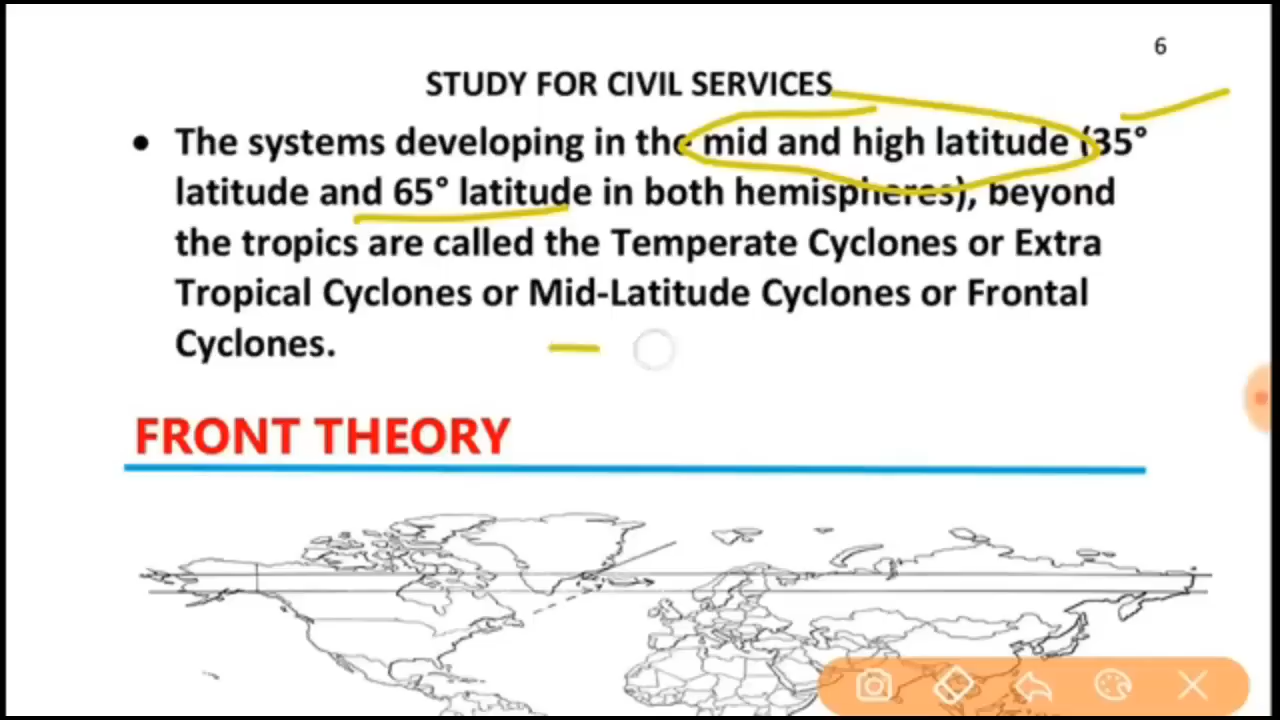 6
STUDY FOR CIVIL SERVICES
• The systems developing in the mid and high latitude (35°
latitude and 65° latitude in both hemispheres), beyond
the tropics are called the Temperate Cyclones or Extra
Tropical Cyclones or Mid-Latitude Cyclones or Frontal
Cyclones.
FRONT THEORY